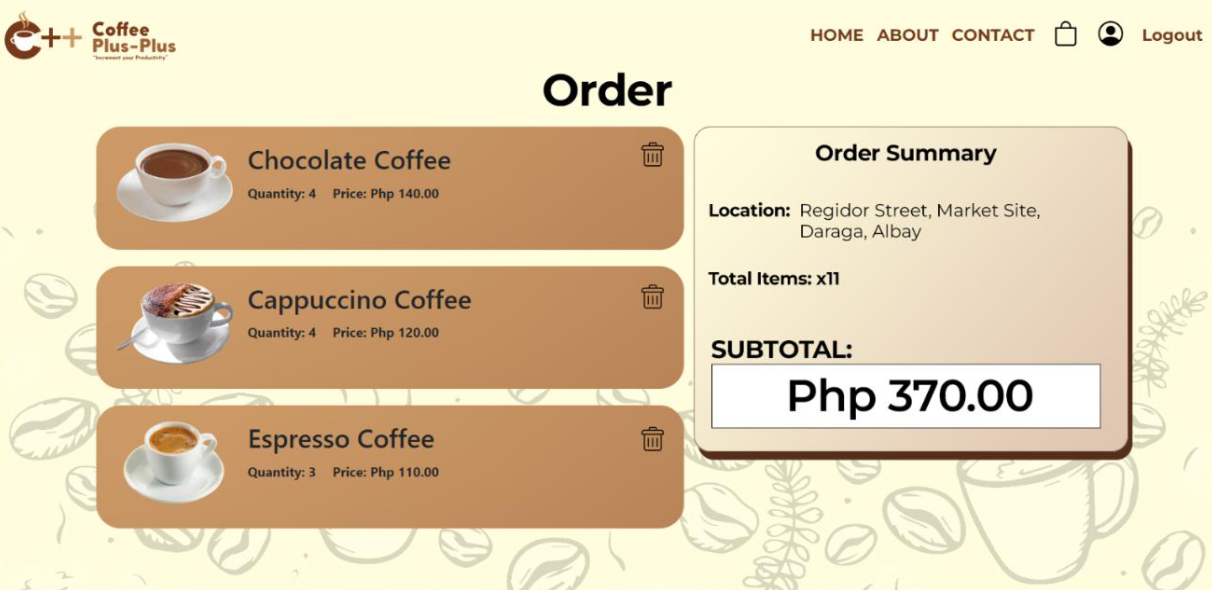 C++ Coffee
Plus-Plus
"Increment your Productivity"
HOME ABOUT CONTACT Logout
Order
Chocolate Coffee
Quantity: 4 Price: Php 140.00
Cappuccino Coffee
Quantity: 4 Price: Php 120.00
Espresso Coffee
Quantity: 3 Price: Php 110.00
Order Summary
Location: Regidor Street, Market Site,
Daraga, Albay
Total Items: x11
SUBTOTAL:
Php 370.00